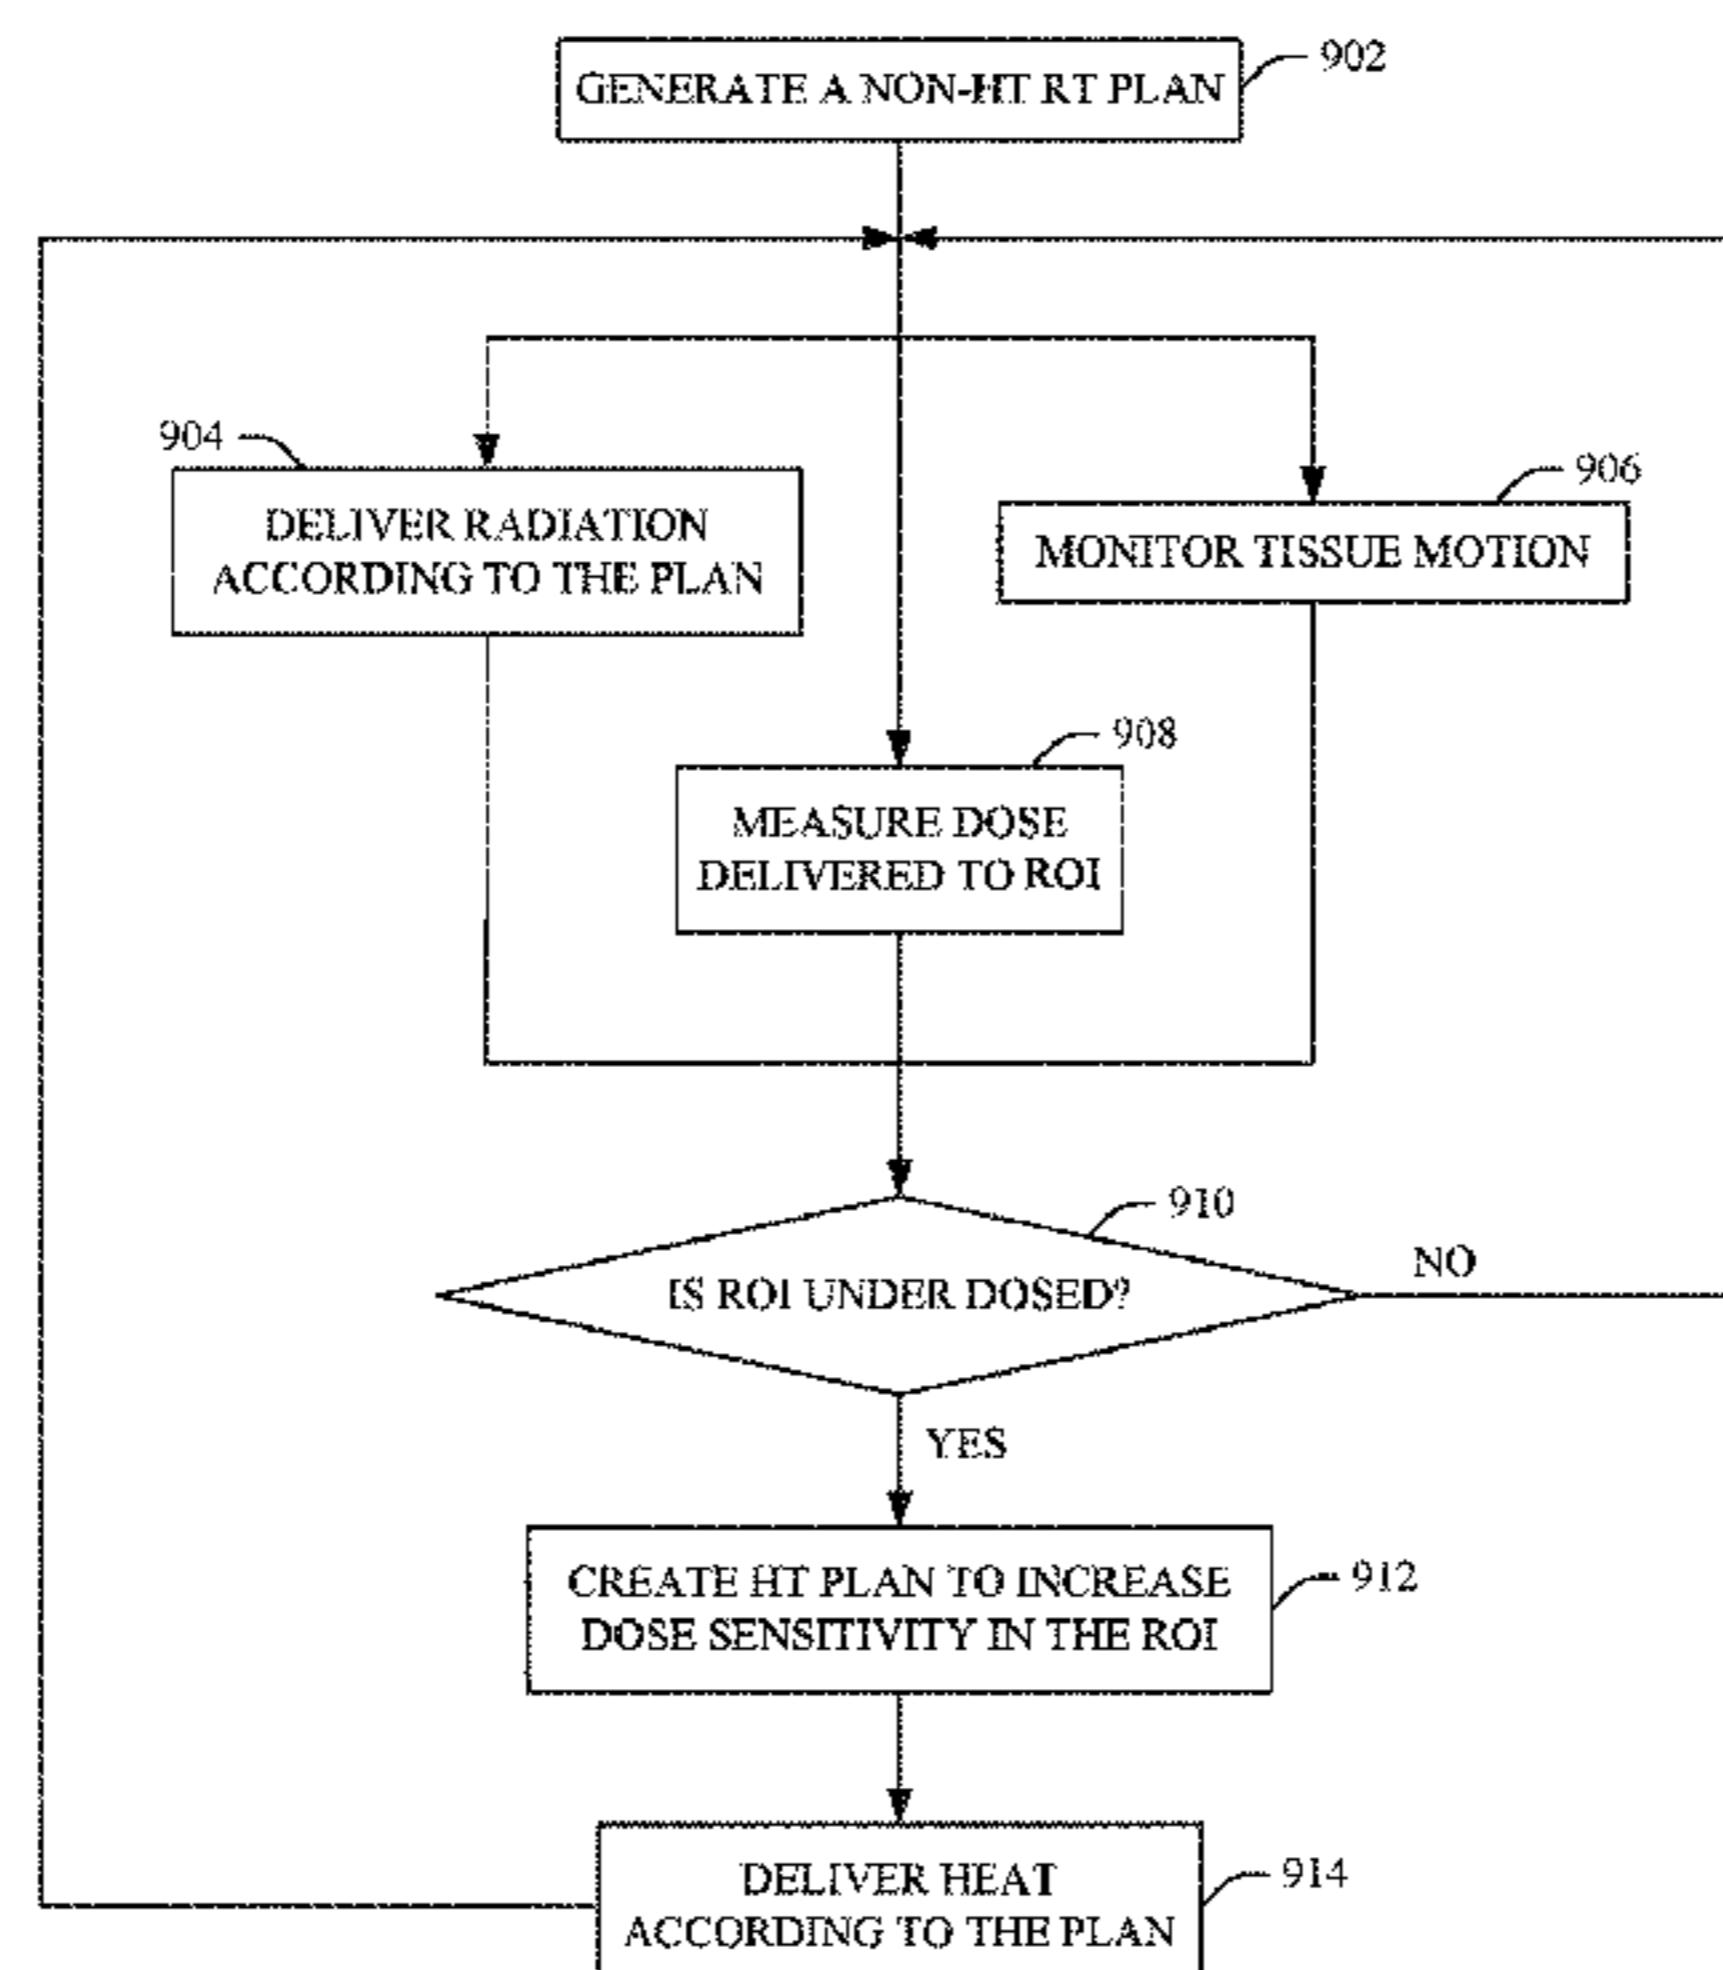 GENERATE A NON-HT RT PLAN
902
904
DELIVER RADIATION
ACCORDING TO THE PLAN
906
MONITOR TISSUE MOTION
908
MEASURE DOSE
DELIVERED TO ROI
910
IS ROI UNDER DOSED?
NO
YES
CREATE HT PLAN TO INCREASE
DOSE SENSITIVITY IN THE ROI
912
DELIVER HEAT
ACCORDING TO THE PLAN
914